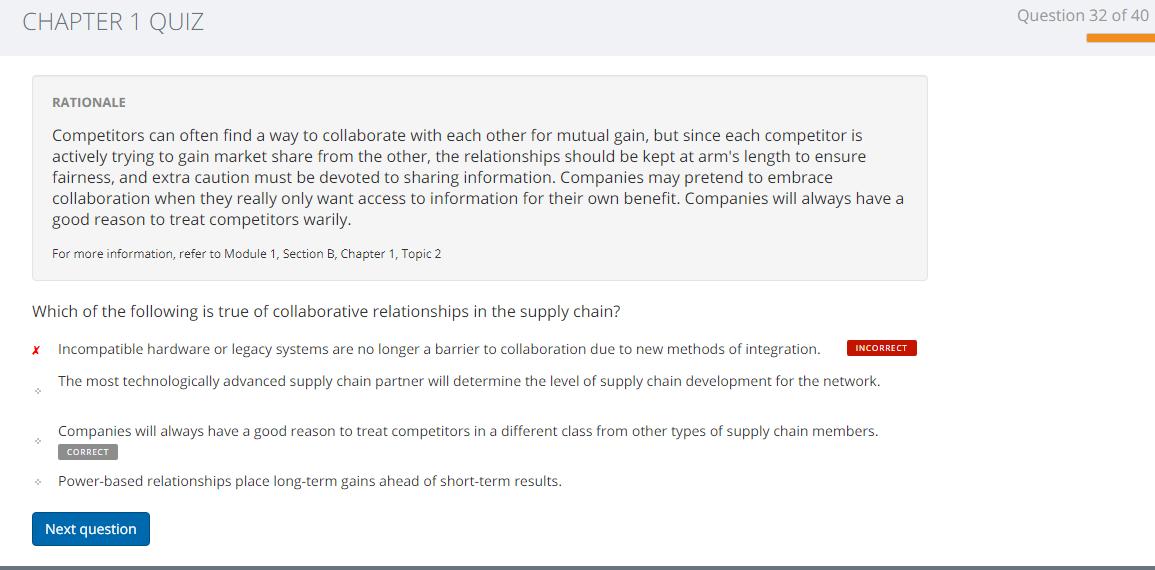 CHAPTER 1 QUIZ
Question 32 of 40
RATIONALE
Competitors can often find a way to collaborate with each other for mutual gain, but since each competitor is
actively trying to gain market share from the other, the relationships should be kept at arm's length to ensure
fairness, and extra caution must be devoted to sharing information. Companies may pretend to embrace
collaboration when they really only want access to information for their own benefit. Companies will always have a
good reason to treat competitors warily.
For more information, refer to Module 1, Section B, Chapter 1, Topic 2
Which of the following is true of collaborative relationships in the supply chain?
✗ Incompatible hardware or legacy systems are no longer a barrier to collaboration due to new methods of integration. INCORRECT
The most technologically advanced supply chain partner will determine the level of supply chain development for the network.
Companies will always have a good reason to treat competitors in a different class from other types of supply chain members.
CORRECT
Power-based relationships place long-term gains ahead of short-term results.
Next question